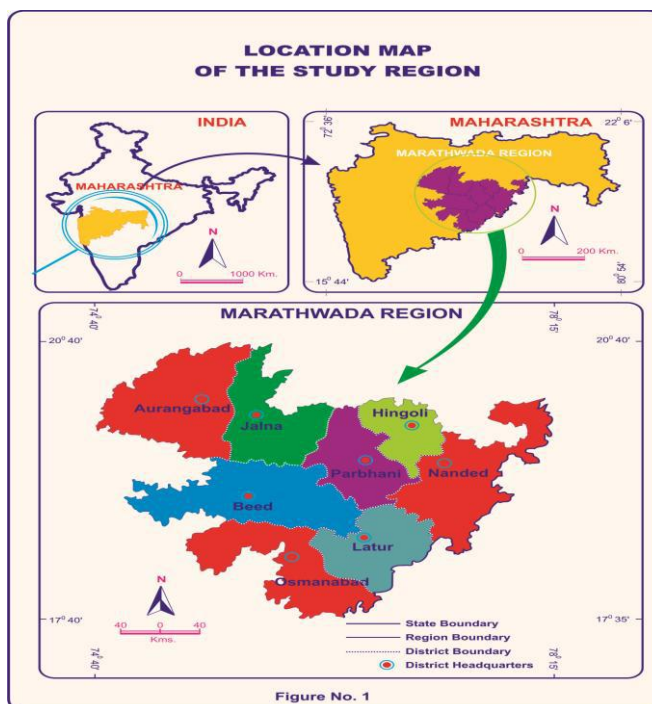 LOCATION MAP
OF THE STUDY REGION
INDIA
MAHARASHTRA
N
0 1000 Km.
MAHARASHTRA
72° 36'
22° 6'
MARATHWADA REGION
N
0 200 Km.
15° 44'
80° 54'
MARATHWADA REGION
74° 40'
78° 15'
20° 40'
20° 40'
Aurangabad
Jalna
Hingoli
Parbhani
Nanded
Beed
Latur
Osmanabad
N
40 0 40
Kms.
17° 40'
17° 35'
74° 40'
78° 15'
State Boundary
Region Boundary
District Boundary
District Headquarters
Figure No. 1